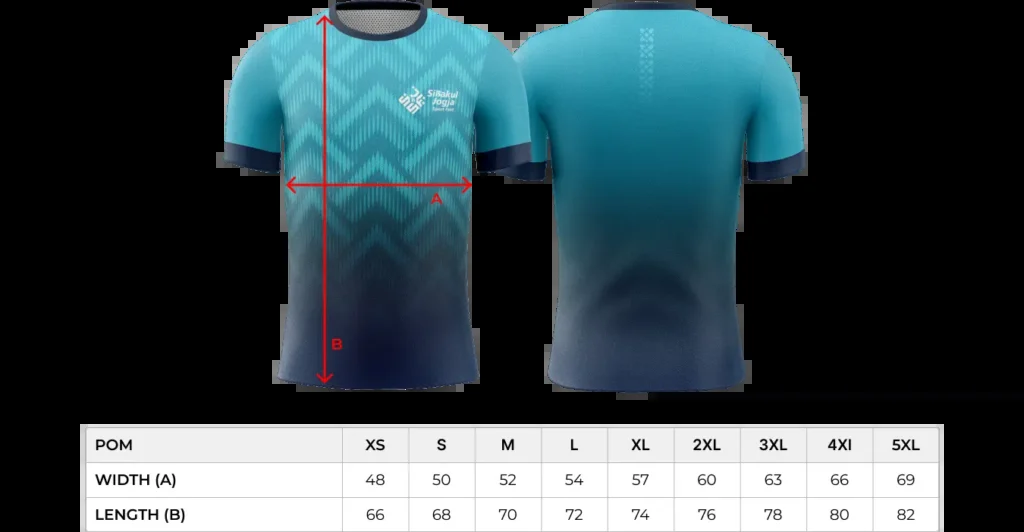 Sillakul
Jogja
A
B
POM XS S M L XL 2XL 3XL 4Xl 5XL
WIDTH (A) 48 50 52 54 57 60 63 66 69
LENGTH (B) 66 68 70 72 74 76 78 80 82